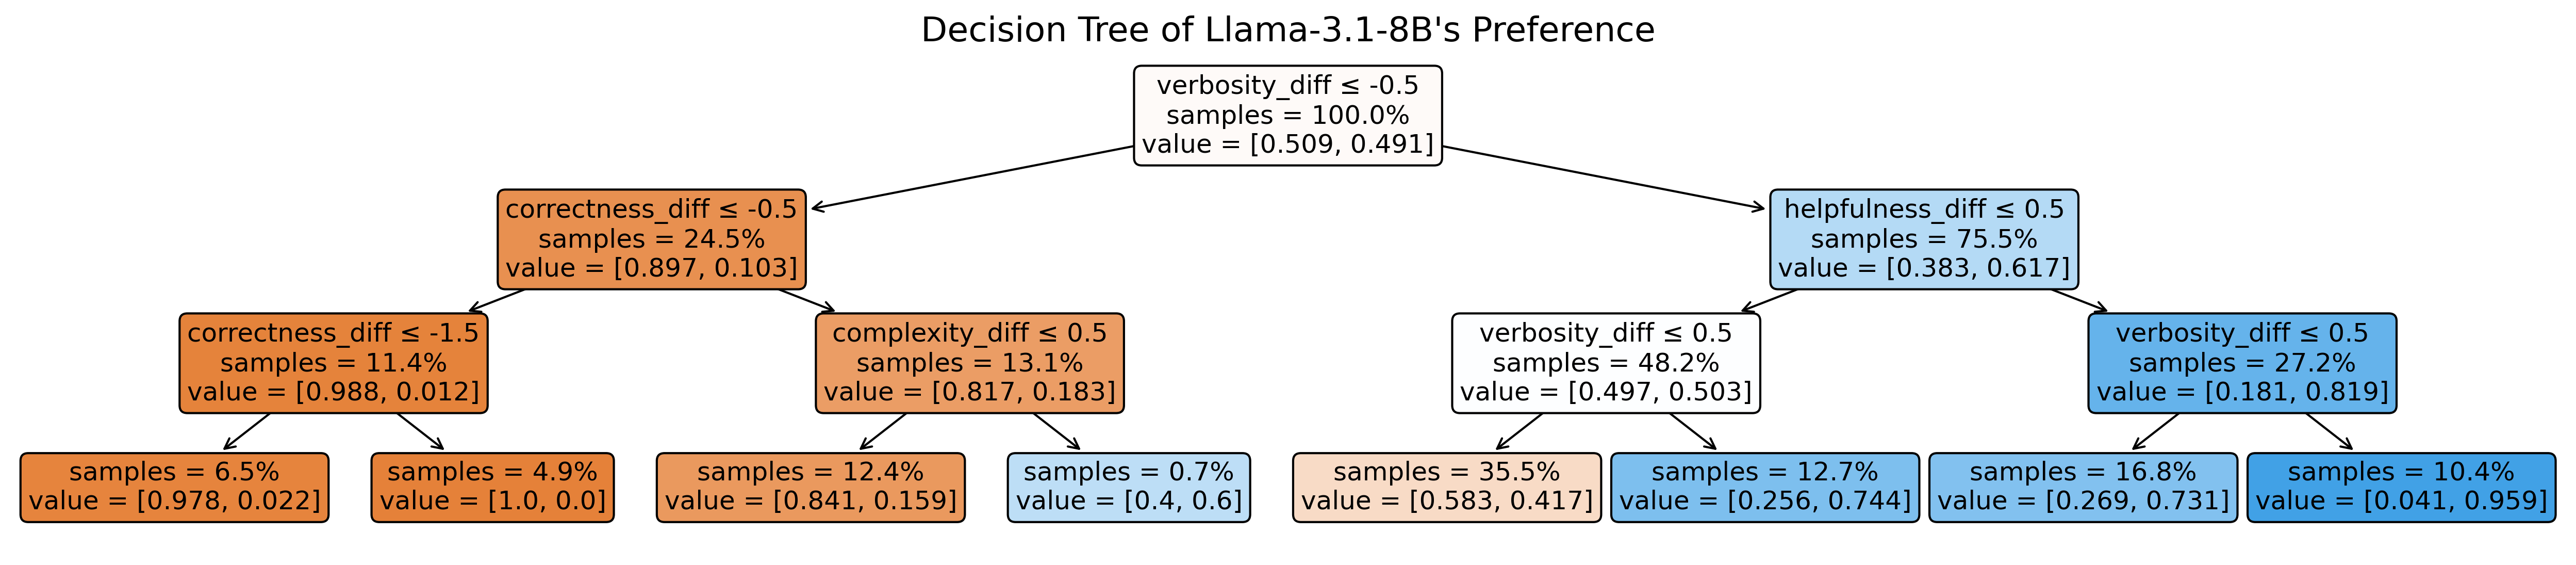 Decision Tree of Llama-3.1-8B's Preference
verbosity_diff ≤ -0.5
samples = 100.0%
value = [0.509, 0.491]
correctness_diff ≤ -0.5
samples = 24.5%
value = [0.897, 0.103]
helpfulness_diff ≤ 0.5
samples = 75.5%
value = [0.383, 0.617]
correctness_diff ≤ -1.5
samples = 11.4%
value = [0.988, 0.012]
complexity_diff ≤ 0.5
samples = 13.1%
value = [0.817, 0.183]
verbosity_diff ≤ 0.5
samples = 48.2%
value = [0.497, 0.503]
verbosity_diff ≤ 0.5
samples = 27.2%
value = [0.181, 0.819]
samples = 6.5%
value = [0.978, 0.022]
samples = 4.9%
value = [1.0, 0.0]
samples = 12.4%
value = [0.841, 0.159]
samples = 0.7%
value = [0.4, 0.6]
samples = 35.5%
value = [0.583, 0.417]
samples = 12.7%
value = [0.256, 0.744]
samples = 16.8%
value = [0.269, 0.731]
samples = 10.4%
value = [0.041, 0.959]